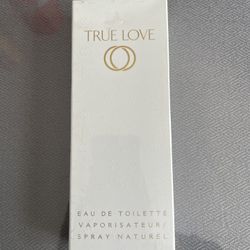 TRUE LOVE
EAU DE TOILETTE
VAPORISATEUR/
SPRAY NATUREL